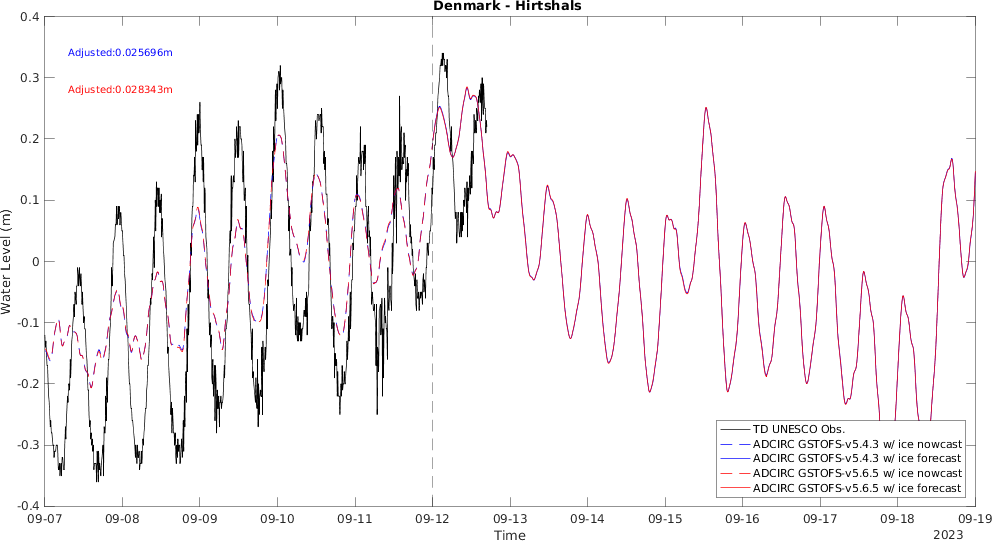 Denmark - Hirtshals
0.4
0.3
0.2
0.1
0
-0.1
-0.2
-0.3
-0.4
Water Level (m)
Adjusted:0.025696m
Adjusted:0.028343m
TD UNESCO Obs.
ADCIRC GSTOFS-v5.4.3 w/ ice nowcast
ADCIRC GSTOFS-v5.4.3 w/ ice forecast
ADCIRC GSTOFS-v5.6.5 w/ ice nowcast
ADCIRC GSTOFS-v5.6.5 w/ ice forecast
09-07 09-08 09-09 09-10 09-11 09-12 09-13 09-14 09-15 09-16 09-17 09-18 09-19
Time
2023